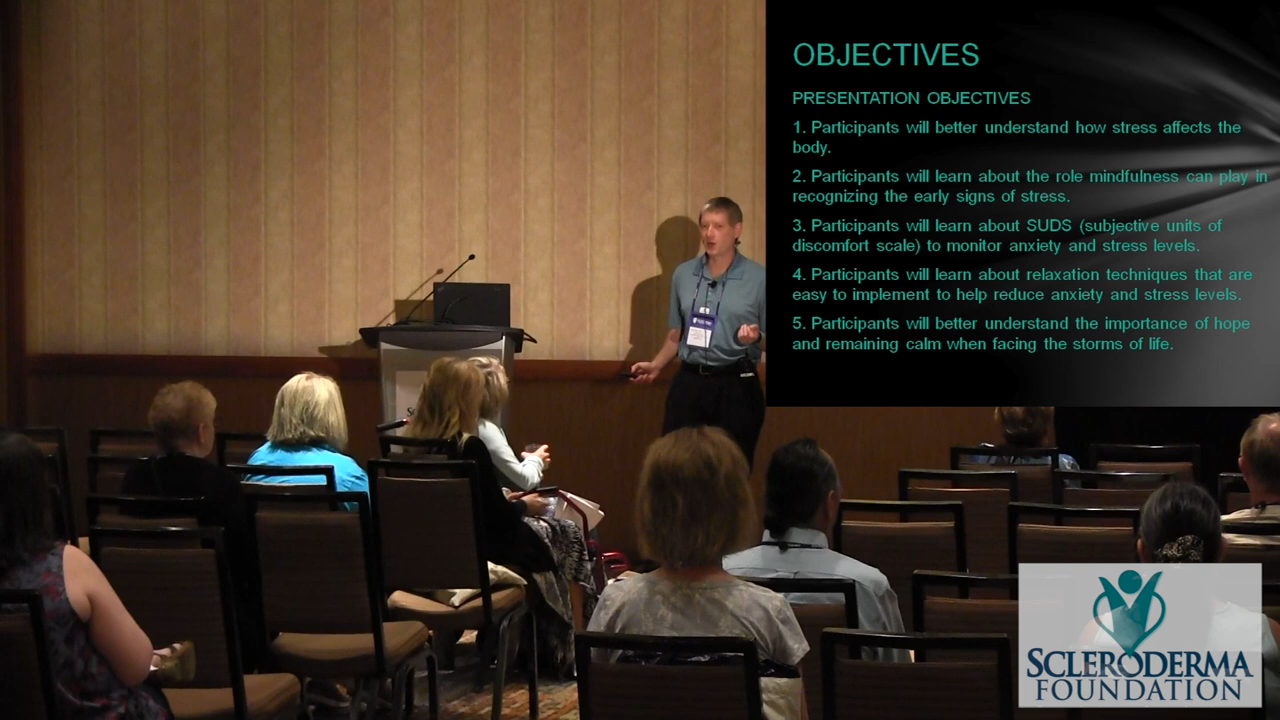 OBJECTIVES
PRESENTATION OBJECTIVES
1. Participants will better understand how stress affects the
body.
2. Participants will learn about the role mindfulness can play in
recognizing the early signs of stress.
3. Participants will learn about SUDS (subjective units of
discomfort scale) to monitor anxiety and stress levels.
4. Participants will learn about relaxation techniques that are
easy to implement to help reduce anxiety and stress levels.
5. Participants will better understand the importance of hope
and remaining calm when facing the storms of life.
SCLERODERMA
FOUNDATION